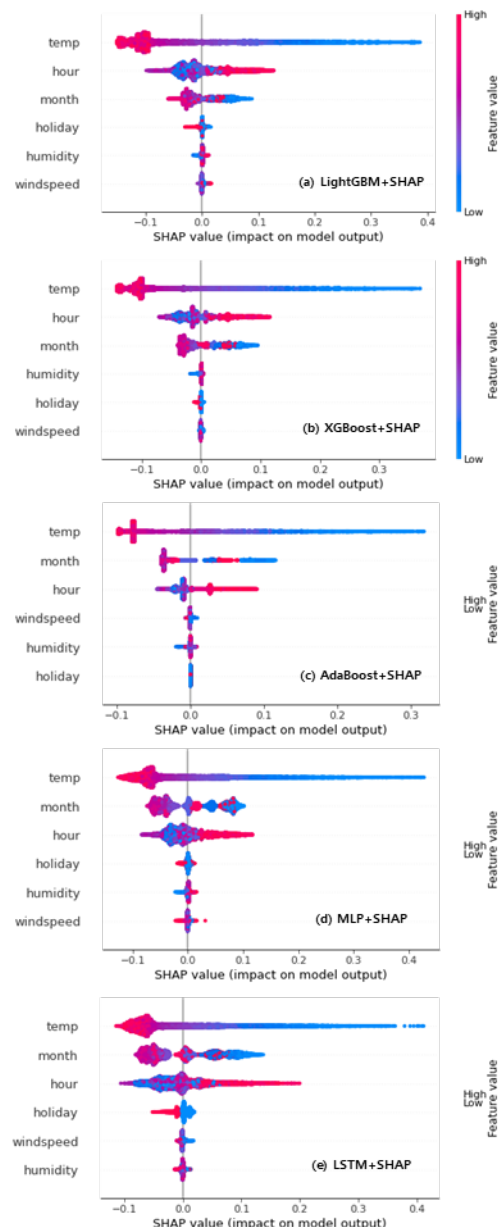 High
temp
hour
month
holiday
humidity
windspeed
Feature value
(a) LightGBM+SHAP
Low
−0.1 0.0 0.1 0.2 0.3 0.4
SHAP value (impact on model output)
High
temp
hour
month
humidity
holiday
windspeed
Feature value
(b) XGBoost+SHAP
Low
−0.1 0.0 0.1 0.2 0.3
SHAP value (impact on model output)
temp
month
hour
windspeed
humidity
holiday
High
Low
Feature value
(c) AdaBoost+SHAP
−0.1 0.0 0.1 0.2 0.3
SHAP value (impact on model output)
temp
month
hour
holiday
humidity
windspeed
High
Low
Feature value
(d) MLP+SHAP
−0.1 0.0 0.1 0.2 0.3 0.4
SHAP value (impact on model output)
temp
month
hour
holiday
windspeed
humidity
High
Low
Feature value
(e) LSTM+SHAP
−0.1 0.0 0.1 0.2 0.3 0.4
SHAP value (impact on model output)